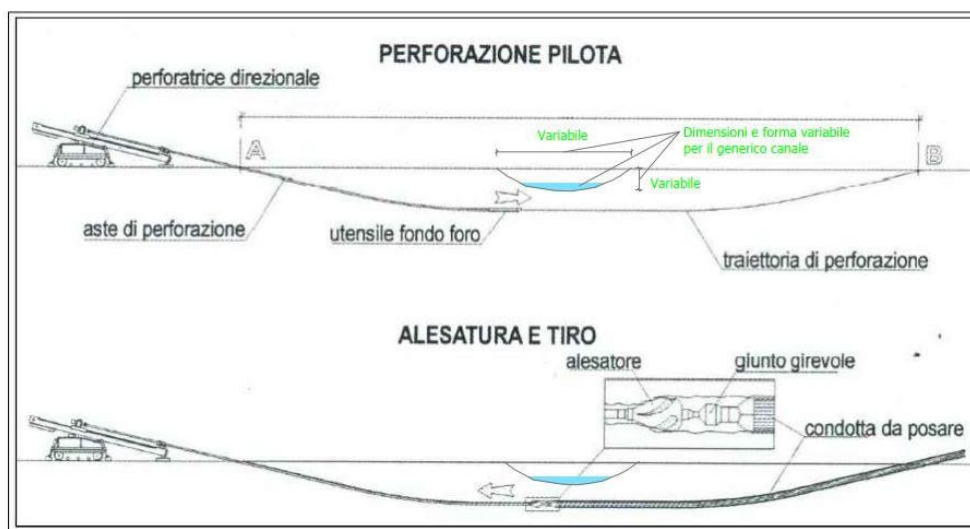 PERFORAZIONE PILOTA
perforatrice direzionale
A
Variabile
Dimensioni e forma variabile
per il generico canale
B
Variabile
aste di perforazione
utensile fondo foro
traiettoria di perforazione
ALESATURA E TIRO
alesatore
giunto girevole
condotta da posare